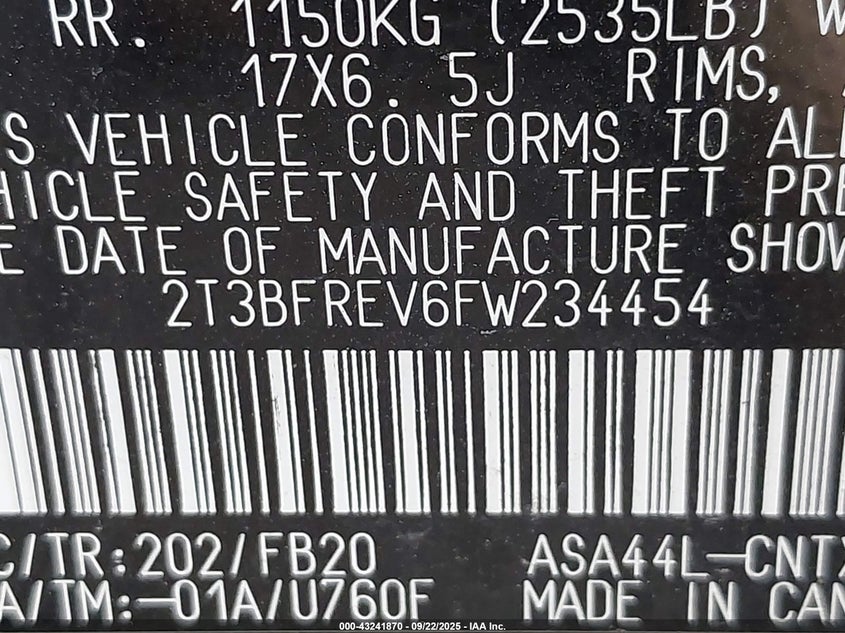 RR. 1150KG (2535LB) W
17X6.5J RIMS,
S VEHICLE CONFORMS TO AL
HICLE SAFETY AND THEFT PRE
E DATE OF MANUFACTURE SHOW
2T3BFREV6FW234454
C/TR:202/FB20 ASA44L-CNTX
A/TM:-01A/U760F MADE IN CAN
000-43241870 - 09/22/2025 - IAA Inc.